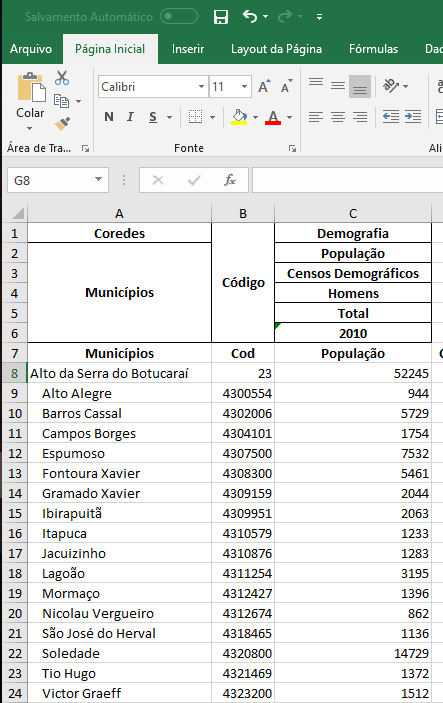 Salvamento Automático
Arquivo Página Inicial Inserir Layout da Página Fórmulas Dad
Colar
Calibri 11
N I S
Área de Tra... Fonte Ali
G8 fx
A B C
1 Coredes Código Demografia
2 Municípios População
3 Censos Demográficos
4 Homens
5 Total
6 2010
7 Municípios Cod População
8 Alto da Serra do Botucaraí 23 52245
9 Alto Alegre 4300554 944
10 Barros Cassal 4302006 5729
11 Campos Borges 4304101 1754
12 Espumoso 4307500 7532
13 Fontoura Xavier 4308300 5461
14 Gramado Xavier 4309159 2044
15 Ibirapuitã 4309951 2063
16 Itapuca 4310579 1233
17 Jacuizinho 4310876 1283
18 Lagoão 4311254 3195
19 Mormaço 4312427 1396
20 Nicolau Vergueiro 4312674 862
21 São José do Herval 4318465 1136
22 Soledade 4320800 14729
23 Tio Hugo 4321469 1372
24 Victor Graeff 4323200 1512